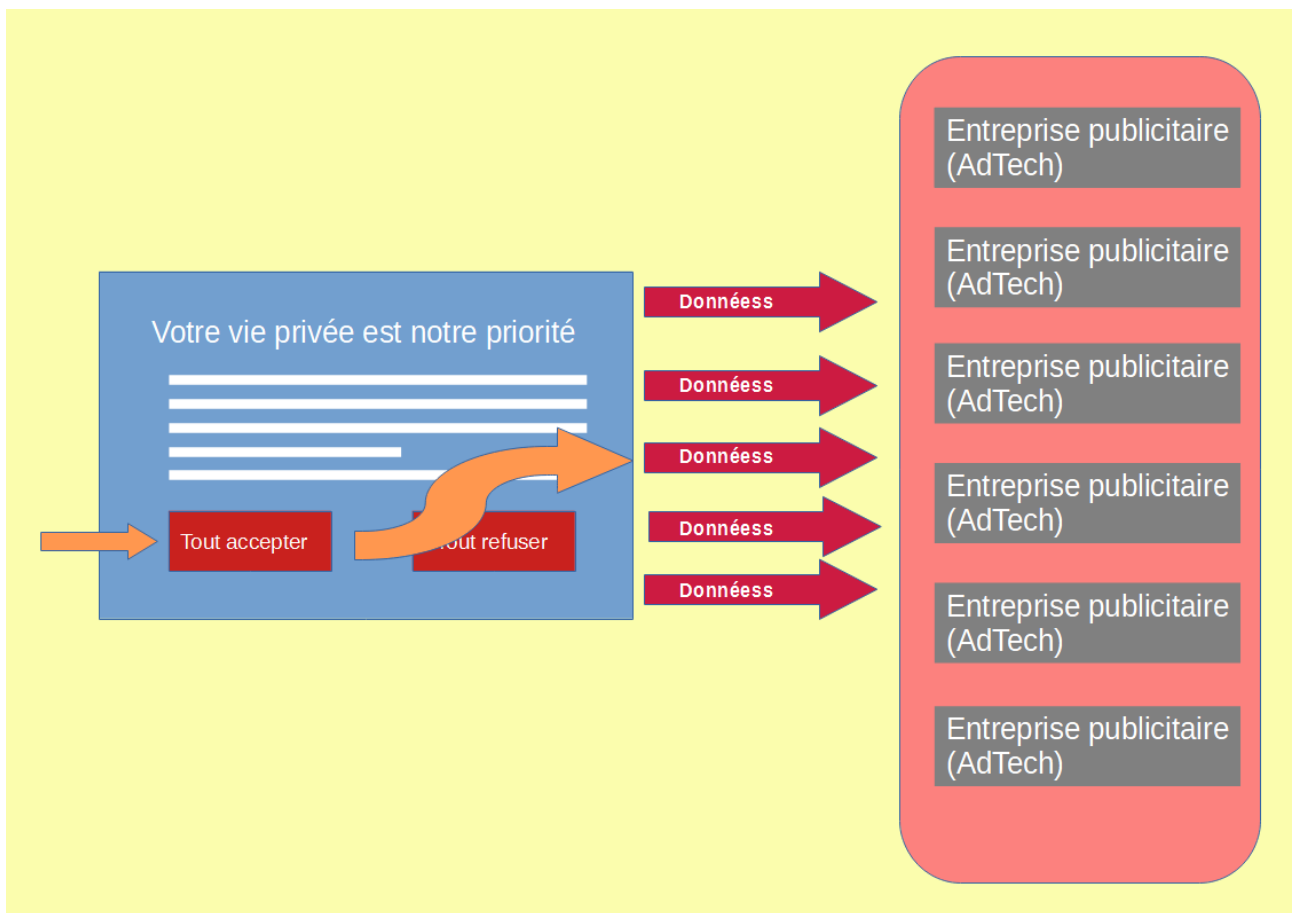 Votre vie privée est notre priorité
Tout accepter
out refuser
Donnéess
Donnéess
Donnéess
Donnéess
Donnéess
Entreprise publicitaire
(AdTech)
Entreprise publicitaire
(AdTech)
Entreprise publicitaire
(AdTech)
Entreprise publicitaire
(AdTech)
Entreprise publicitaire
(AdTech)
Entreprise publicitaire
(AdTech)